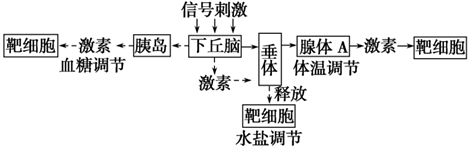 信号刺激
靶细胞 激素 胰岛 下丘脑 垂体 腺体A 激素 靶细胞
血糖调节 体温调节
激素 释放
靶细胞
水盐调节